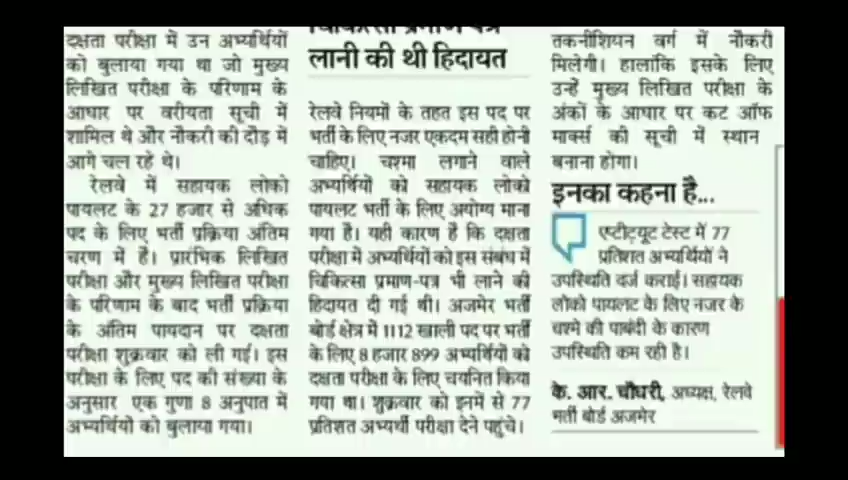 दक्षता परीक्षा में उन अभ्यर्थियों
को बुलाया गया था जो मुख्य
लिखित परीक्षा के परिणाम के
आधार पर वरीयता सूची में
शामिल थे और नौकरी की दौड़ में
आगे चल रहे थे।
रेलवे में सहायक लोको
पायलट के 27 हजार से अधिक
पद के लिए भर्ती प्रक्रिया अंतिम
चरण में है। प्रारंभिक लिखित
परीक्षा और मुख्य लिखित परीक्षा
के परिणाम के बाद भर्ती प्रक्रिया
के अंतिम पायदान पर दक्षता
परीक्षा शुक्रवार को ली गई। इस
परीक्षा के लिए पद की संख्या के
अनुसार एक गुणा 8 अनुपात में
अभ्यर्थियों को बुलाया गया।
चिकित्सा प्रमाण पत्र
लानी की थी हिदायत
रेलवे नियमों के तहत इस पद पर
भर्ती के लिए नजर एकदम सही होनी
चाहिए। चश्मा लगाने वाले
अभ्यर्थियों को सहायक लोको
पायलट भर्ती के लिए अयोग्य माना
गया है। यही कारण है कि दक्षता
परीक्षा में अभ्यर्थियों को इस संबंध में
चिकित्सा प्रमाण-पत्र भी लाने की
हिदायत दी गई थी। अजमेर भर्ती
बोर्ड क्षेत्र में 1112 खाली पद पर भर्ती
के लिए 8 हजार 899 अभ्यर्थियों को
दक्षता परीक्षा के लिए चयनित किया
गया था। शुक्रवार को इनमें से 77
प्रतिशत अभ्यर्थी परीक्षा देने पहुंचे।
तकनीशियन वर्ग में नौकरी
मिलेगी। हालांकि इसके लिए
उन्हें मुख्य लिखित परीक्षा के
अंकों के आधार पर कट ऑफ
मार्क्स की सूची में स्थान
बनाना होगा।
इनका कहना है...
एप्टीट्यूट टेस्ट में 77
प्रतिशत अभ्यर्थियों ने
उपस्थिति दर्ज कराई। सहायक
लोको पायलट के लिए नजर के
चश्मे की पाबंदी के कारण
उपस्थिति कम रही है।
के. आर. चौधरी, अध्यक्ष, रेलवे
भर्ती बोर्ड अजमेर